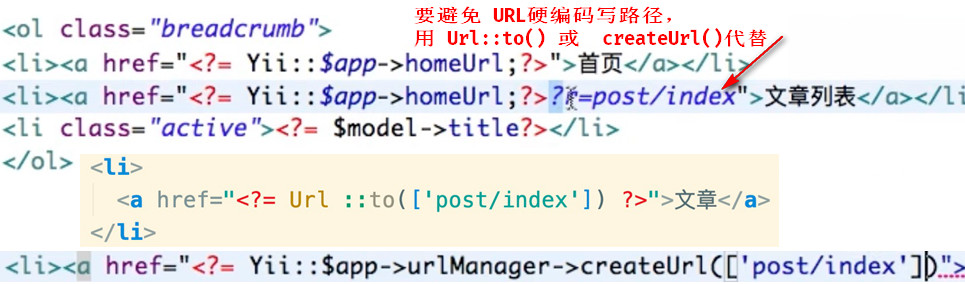 要避免 URL硬编码写路径，
用 Url::to() 或 createUrl()代替
<ol class="breadcrumb">
<li><a href="<?= Yii::$app->homeUrl;?>">首页</a></li>
<li><a href="<?= Yii::$app->homeUrl;?>?r=post/index">文章列表</a></li
<li class="active"><?= $model->title?></li>
</ol>
<li>
<a href="<?= Url ::to(['post/index']) ?>">文章</a>
</li>
<li><a href="<?= Yii::$app->urlManager->createUrl(['post/index'])">